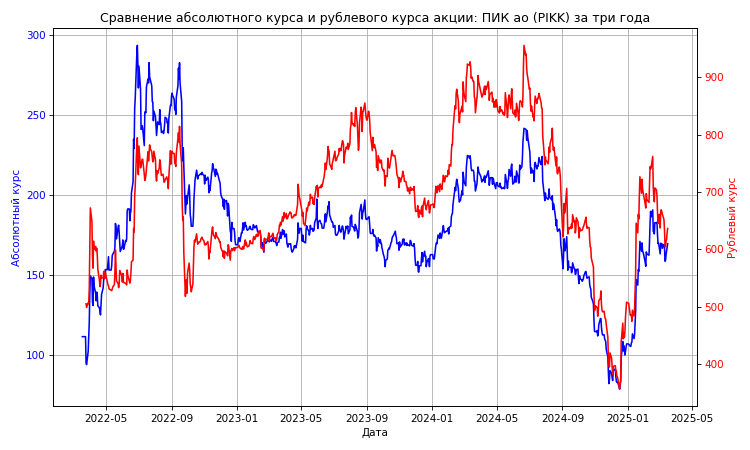 Сравнение абсолютного курса и рублевого курса акции: ПИК ао (PIKK) за три года
300
250
200
150
100
Абсолютный курс
900
800
700
600
500
400
Рублевый курс
2022-05 2022-09 2023-01 2023-05 2023-09 2024-01 2024-05 2024-09 2025-01 2025-05
Дата